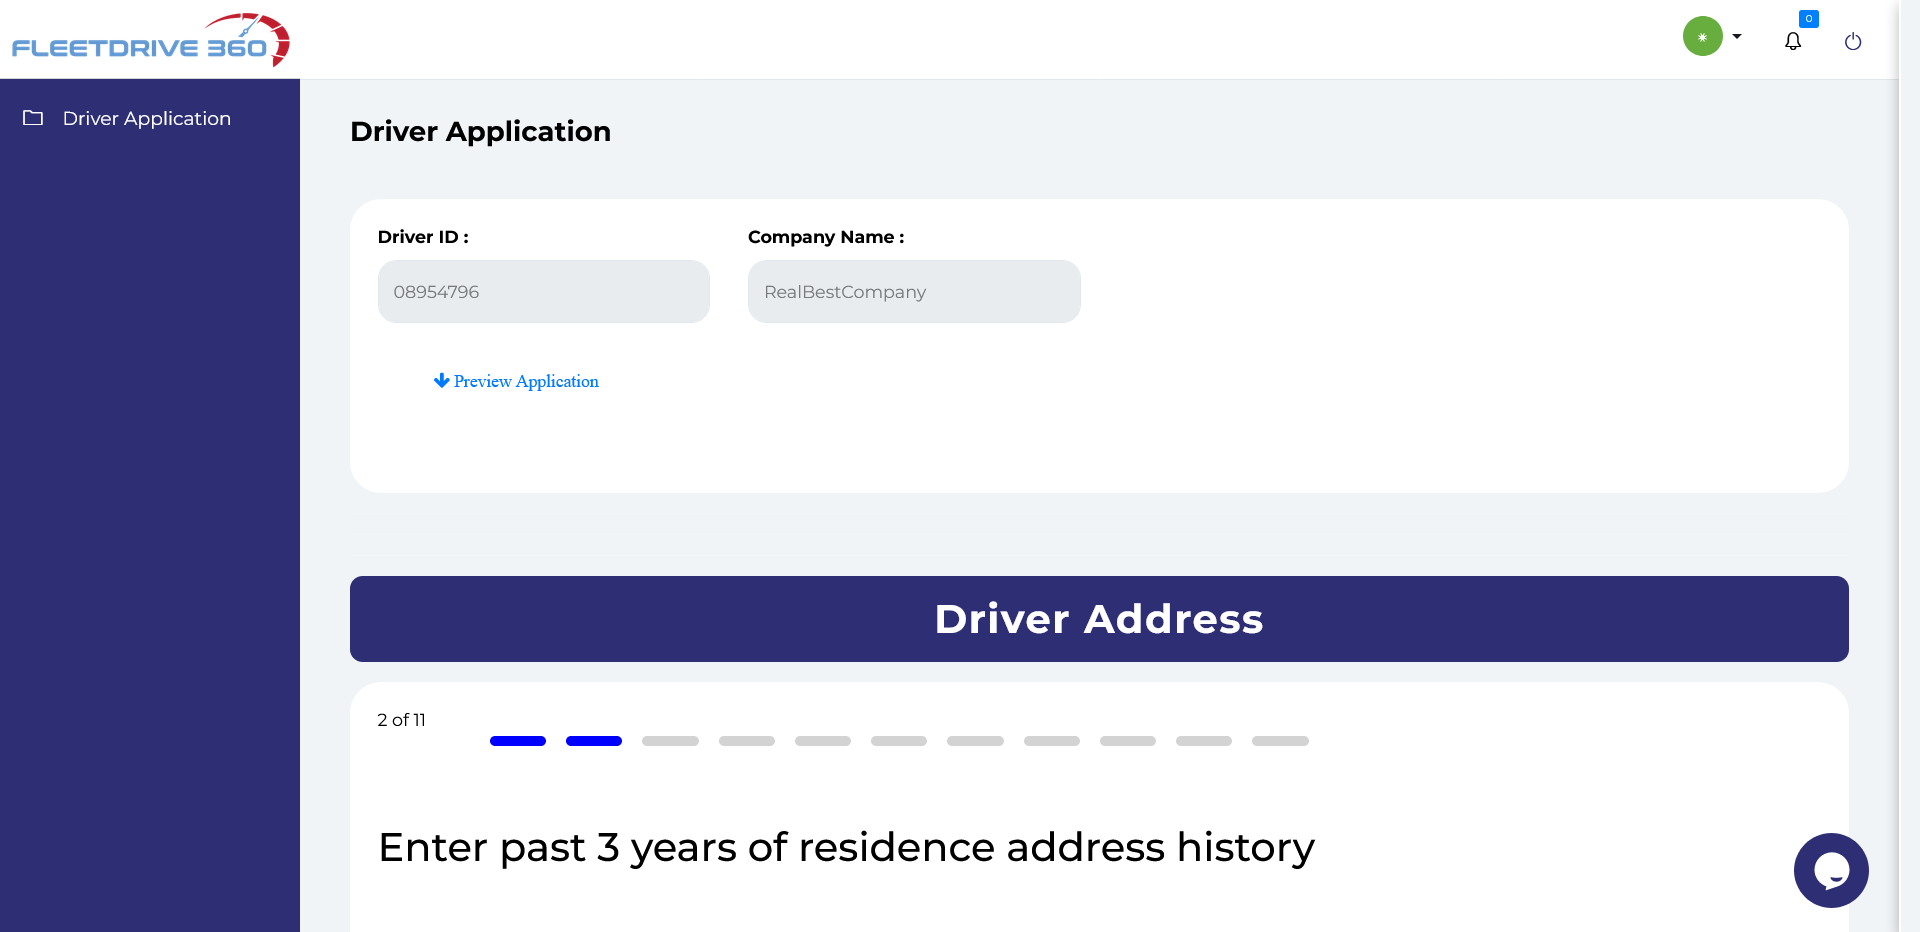 FLEETDRIVE 360
0
Driver Application
Driver Application
Driver ID :
Company Name :
08954796
RealBestCompany
Preview Application
Driver Address
2 of 11
Enter past 3 years of residence address history